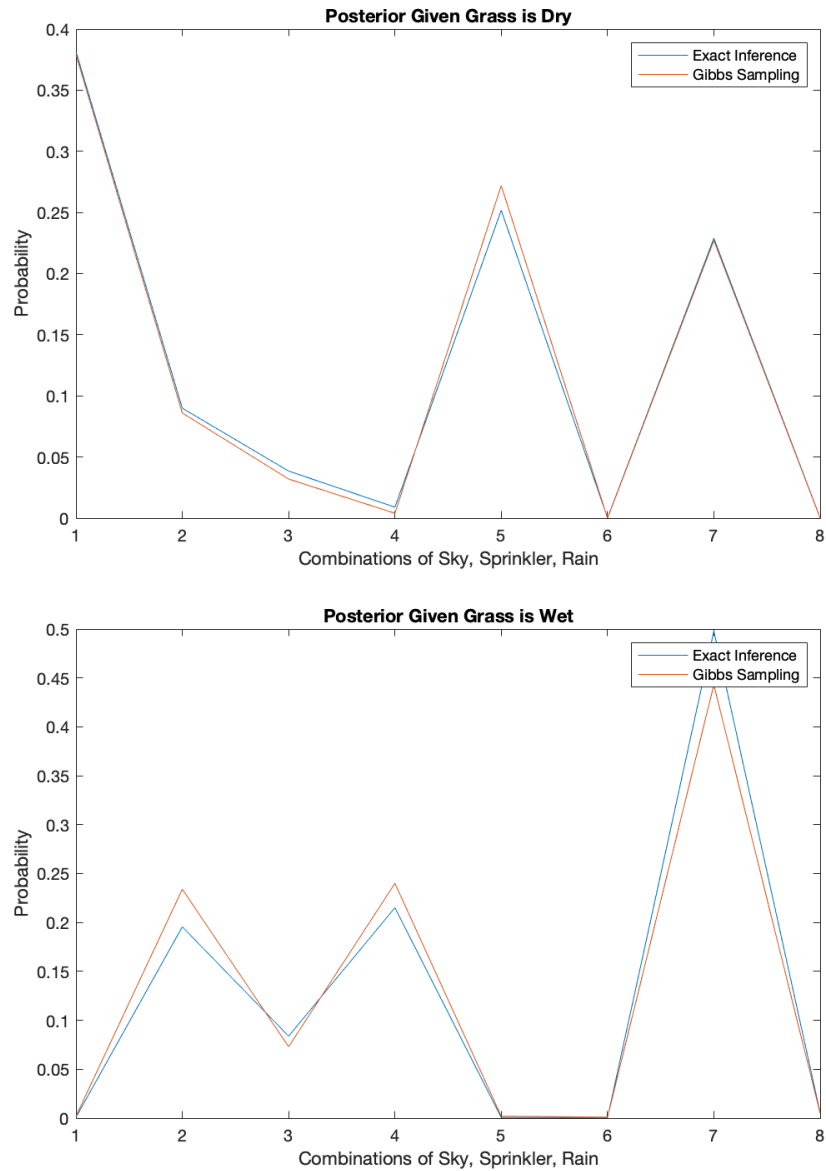 Posterior Given Grass is Dry
0.4
0.35
0.3
0.25
0.2
0.15
0.1
0.05
0
Probability
Exact Inference
Gibbs Sampling
1 2 3 4 5 6 7 8
Combinations of Sky, Sprinkler, Rain
Posterior Given Grass is Wet
0.5
0.45
0.4
0.35
0.3
0.25
0.2
0.15
0.1
0.05
0
Probability
Exact Inference
Gibbs Sampling
1 2 3 4 5 6 7 8
Combinations of Sky, Sprinkler, Rain